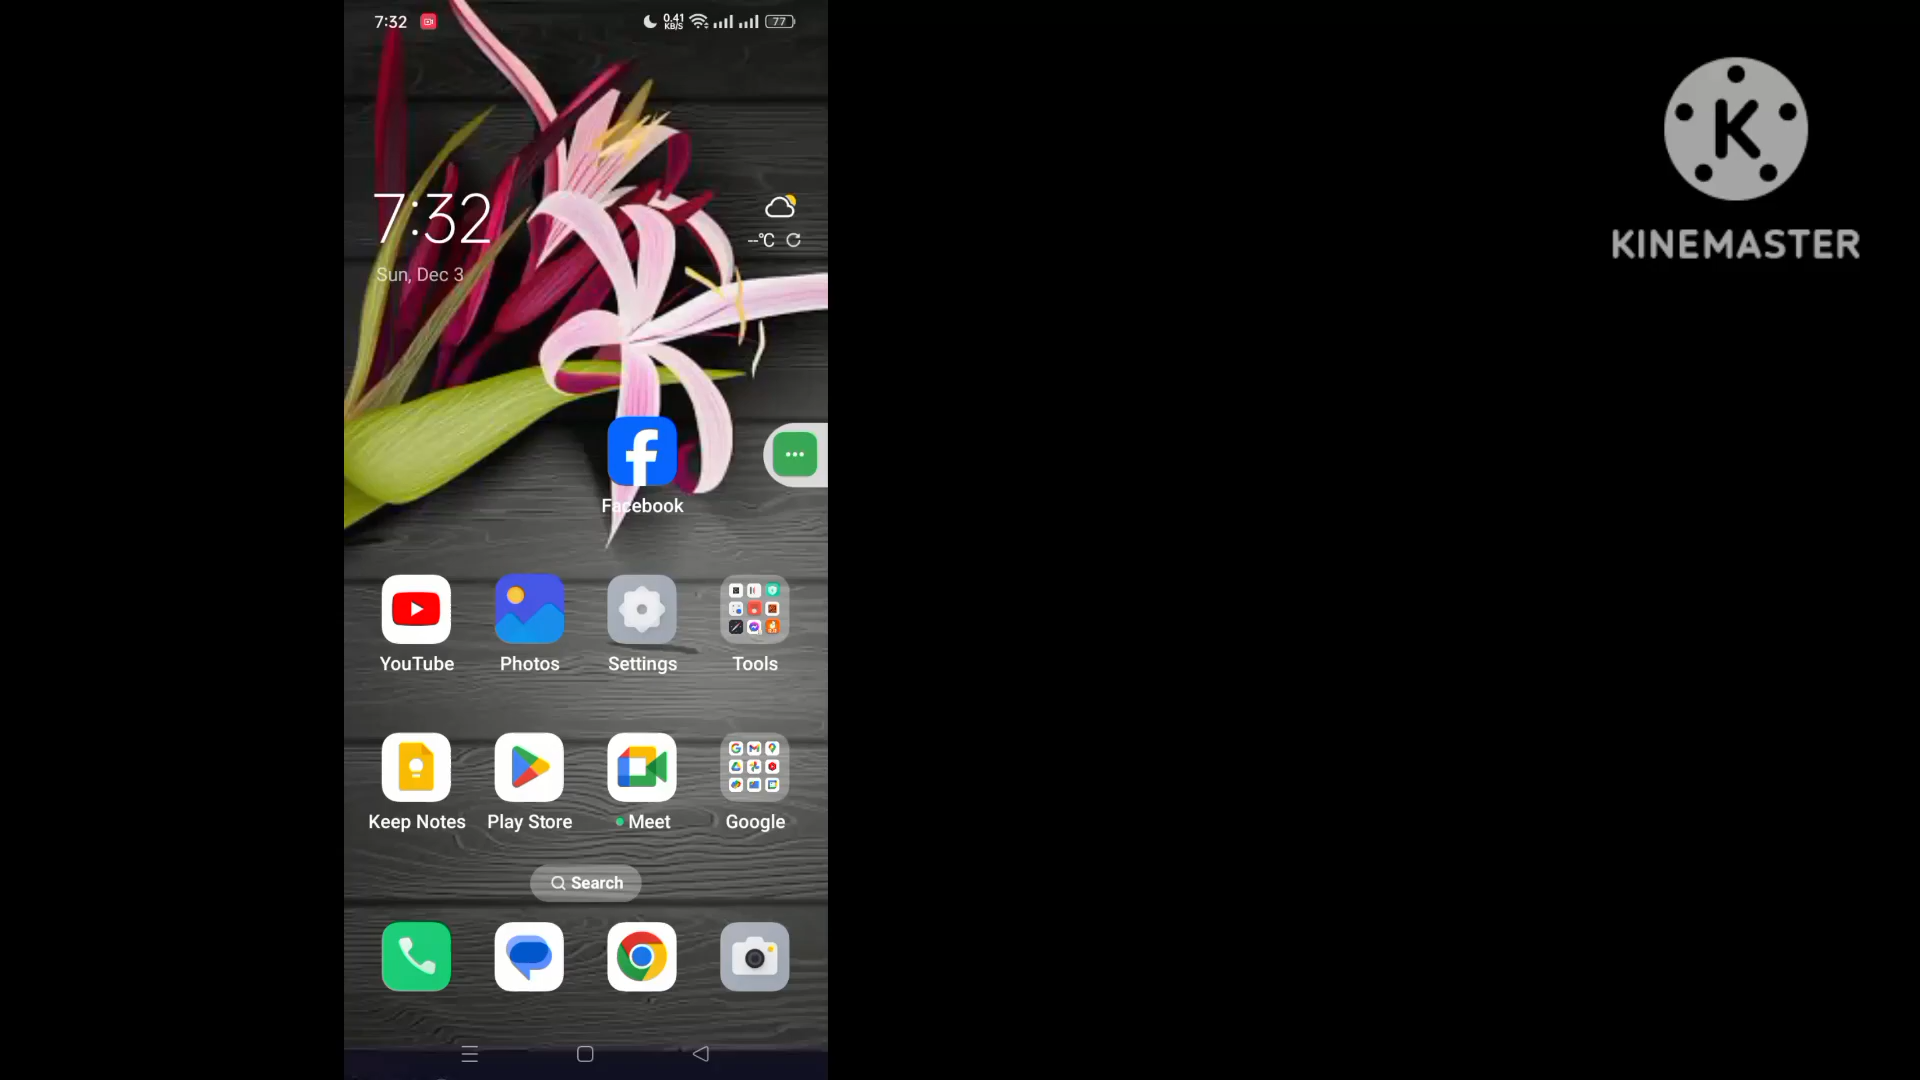 7:32
0.41
KB/S
77
K
KINEMASTER
7:32
--°C
Sun, Dec 3
Facebook
YouTube
Photos
Settings
Tools
Keep Notes
Play Store
Meet
Google
Search